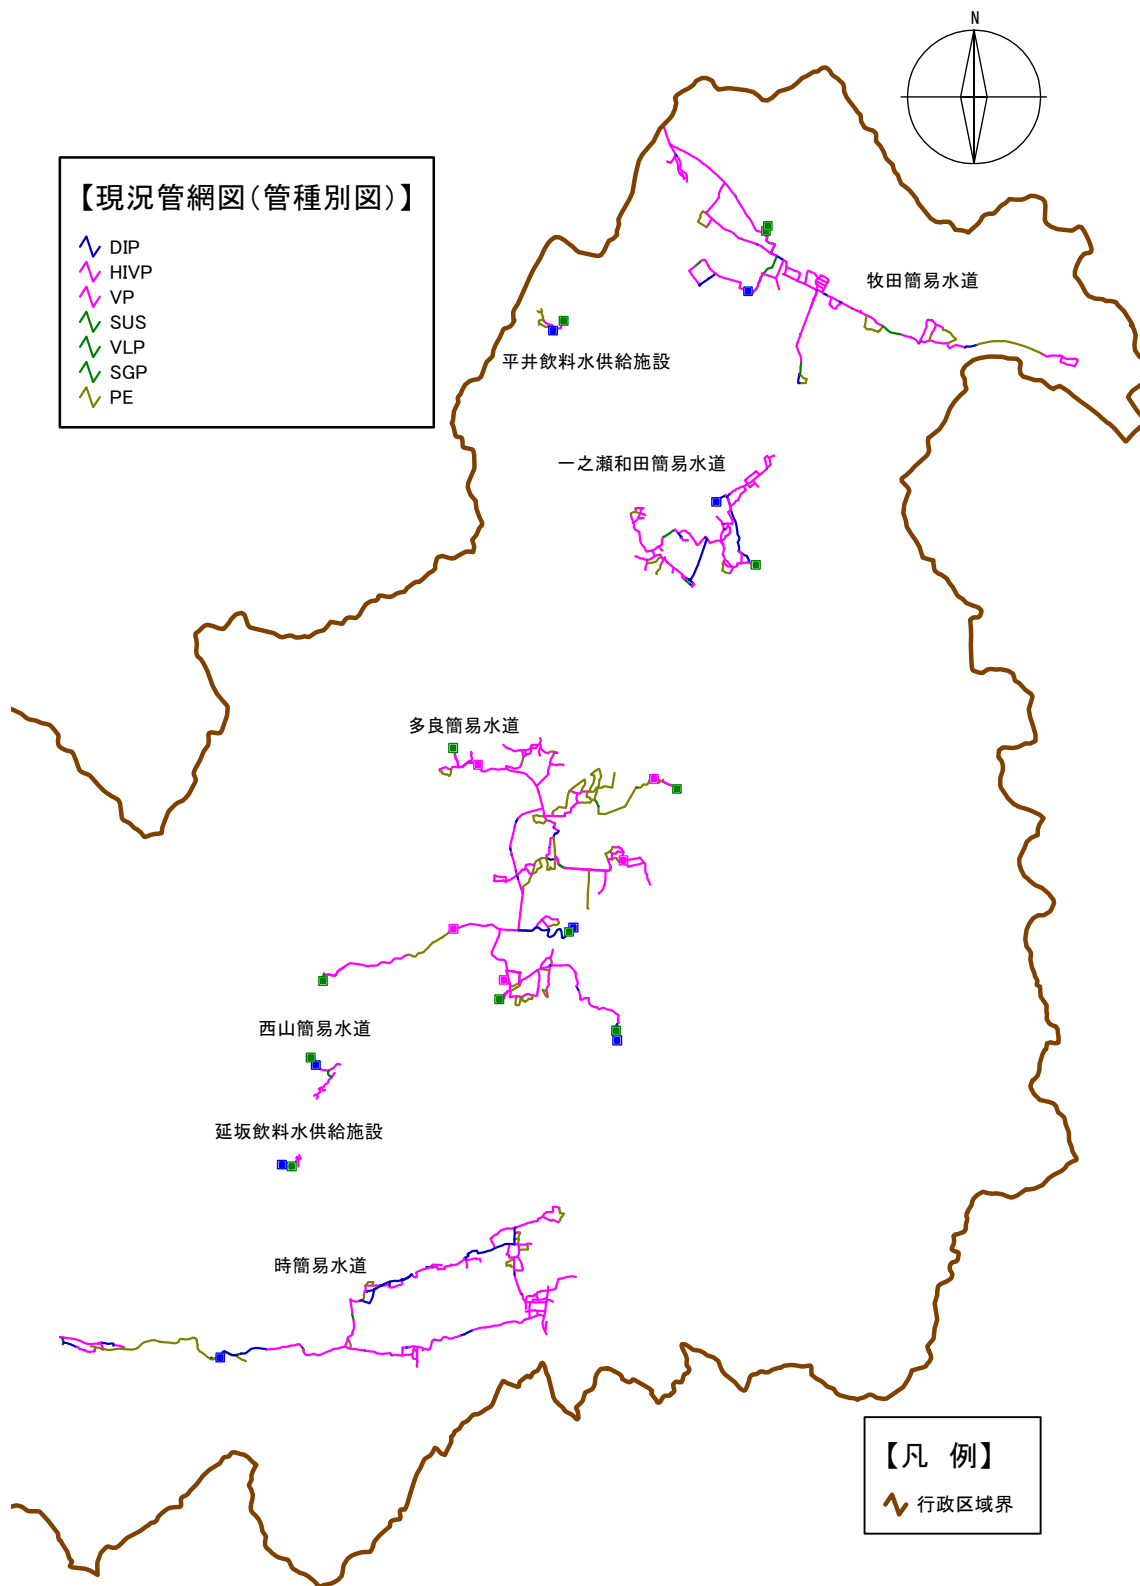 N
【現況管網図(管種別図)】
DIP
HIVP
VP
SUS
VLP
SGP
PE
牧田簡易水道
平井飲料水供給施設
一之瀬和田簡易水道
多良簡易水道
西山簡易水道
延坂飲料水供給施設
時簡易水道
【凡 例】
行政区域界